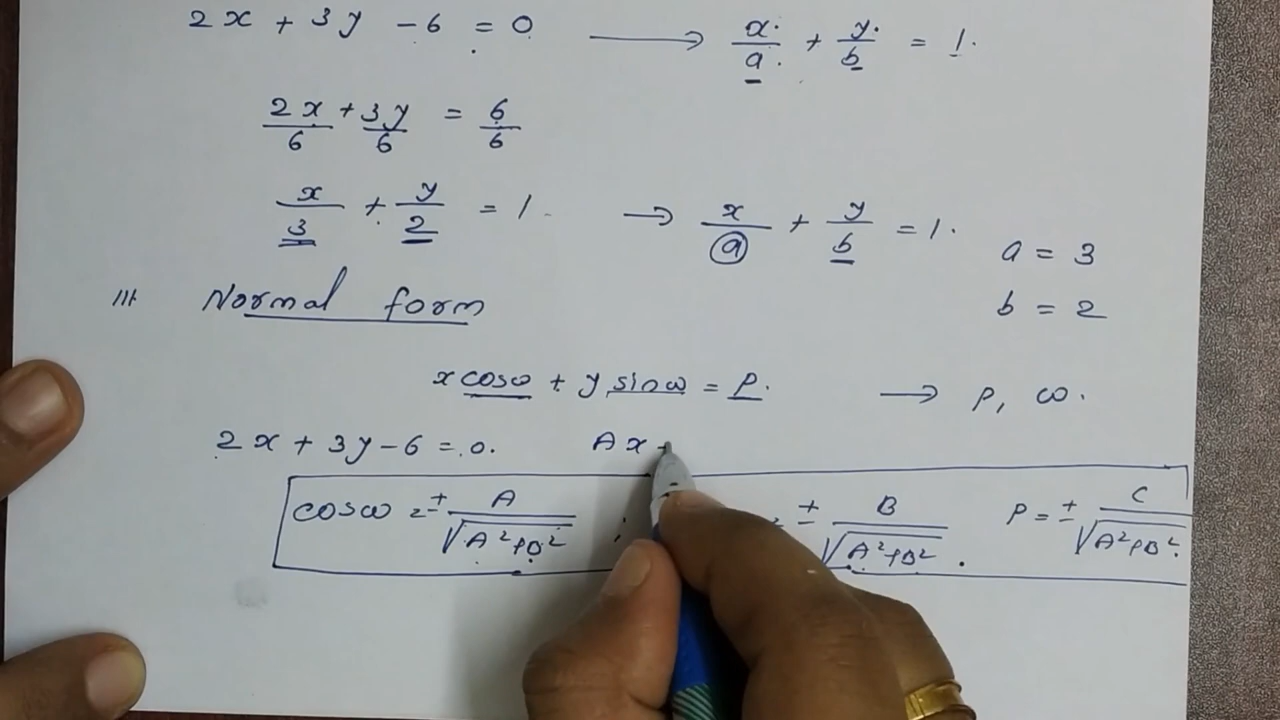 2x + 3y - 6 = 0 → x/a + y/b = 1.
2x/6 + 3y/6 = 6/6
x/3 + y/2 = 1. → x/a + y/b = 1.
a = 3
b = 2
III Normal form
x cosω + y sinω = P. → P, ω.
2x + 3y - 6 = 0. Ax
cosω = ± A/√A²+B² = ± B/√A²+B². P = ± C/√A²+B².